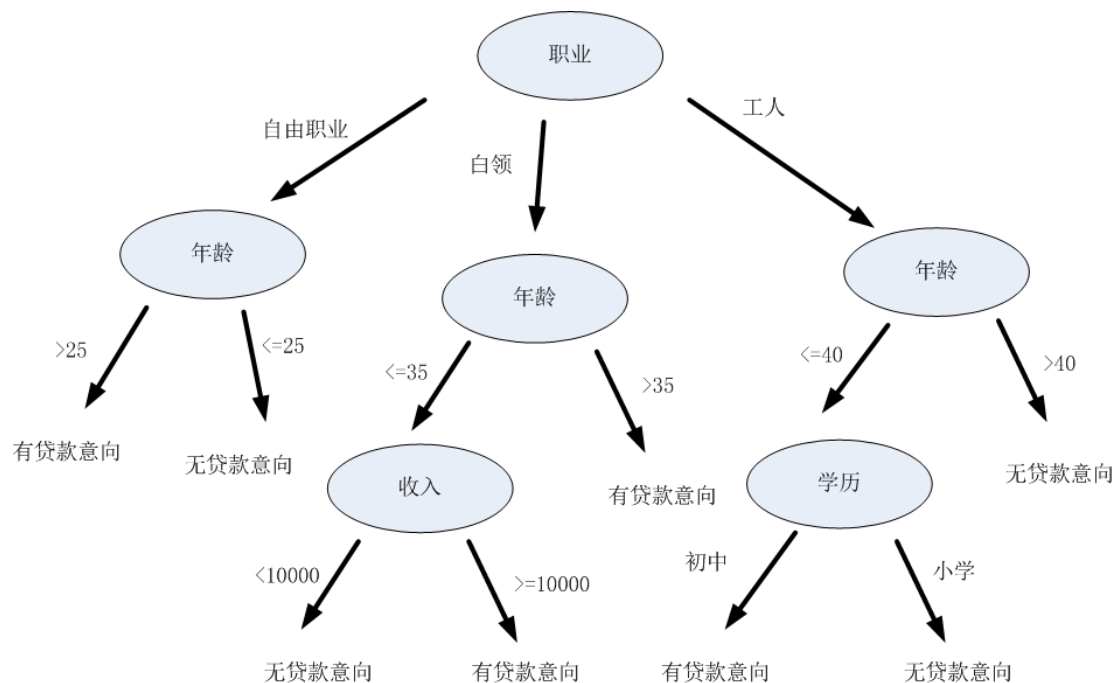 职业
自由职业
白领
工人
年龄
年龄
年龄
>25
<=25
<=35
>35
<=40
>40
有贷款意向
无贷款意向
收入
有贷款意向
学历
无贷款意向
<10000
>=10000
初中
小学
无贷款意向
有贷款意向
有贷款意向
无贷款意向